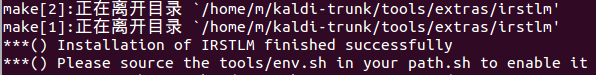 make[2]:正在离开目录 `/home/m/kaldi-trunk/tools/extras/irstlm'
make[1]:正在离开目录 `/home/m/kaldi-trunk/tools/extras/irstlm'
***() Installation of IRSTLM finished successfully
***() Please source the tools/env.sh in your path.sh to enable it